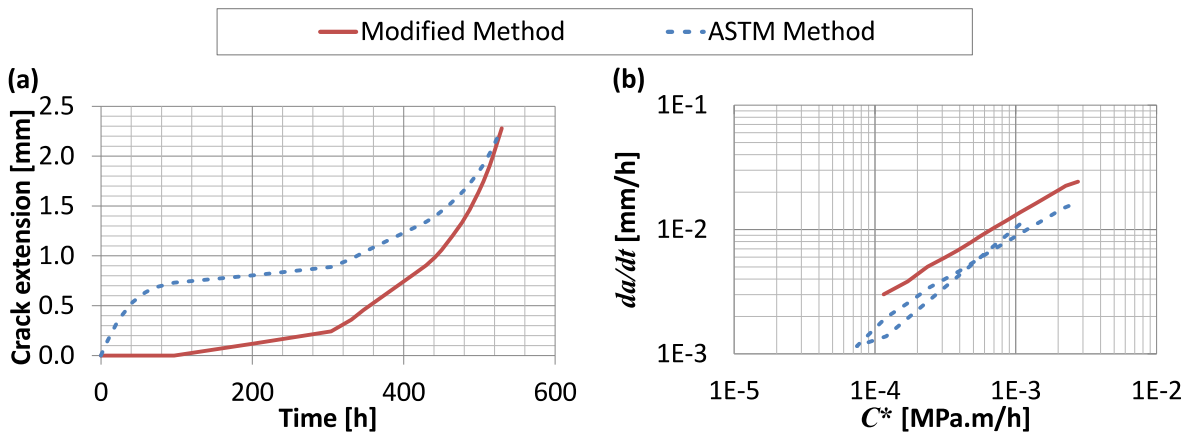 Modified Method ASTM Method
(a)
Crack extension [mm]
2.5
2.0
1.5
1.0
0.5
0.0
0 200 400 600
Time [h]
(b)
da/dt [mm/h]
1E-1
1E-2
1E-3
1E-5 1E-4 1E-3 1E-2
C* [MPa.m/h]